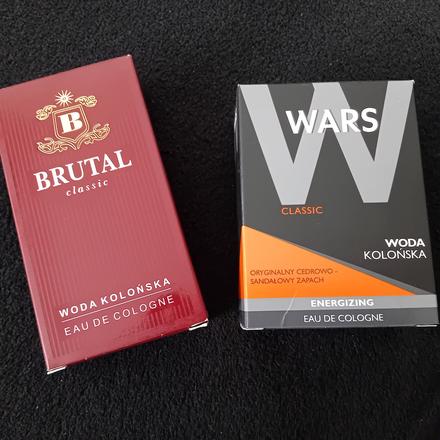 B
BRUTAL
classic
WODA KOLOŃSKA
EAU DE COLOGNE
W
WARS
CLASSIC
WODA
KOLOŃSKA
ORYGINALNY CEDROWO -
SANDAŁOWY ZAPACH
ENERGIZING
EAU DE COLOGNE